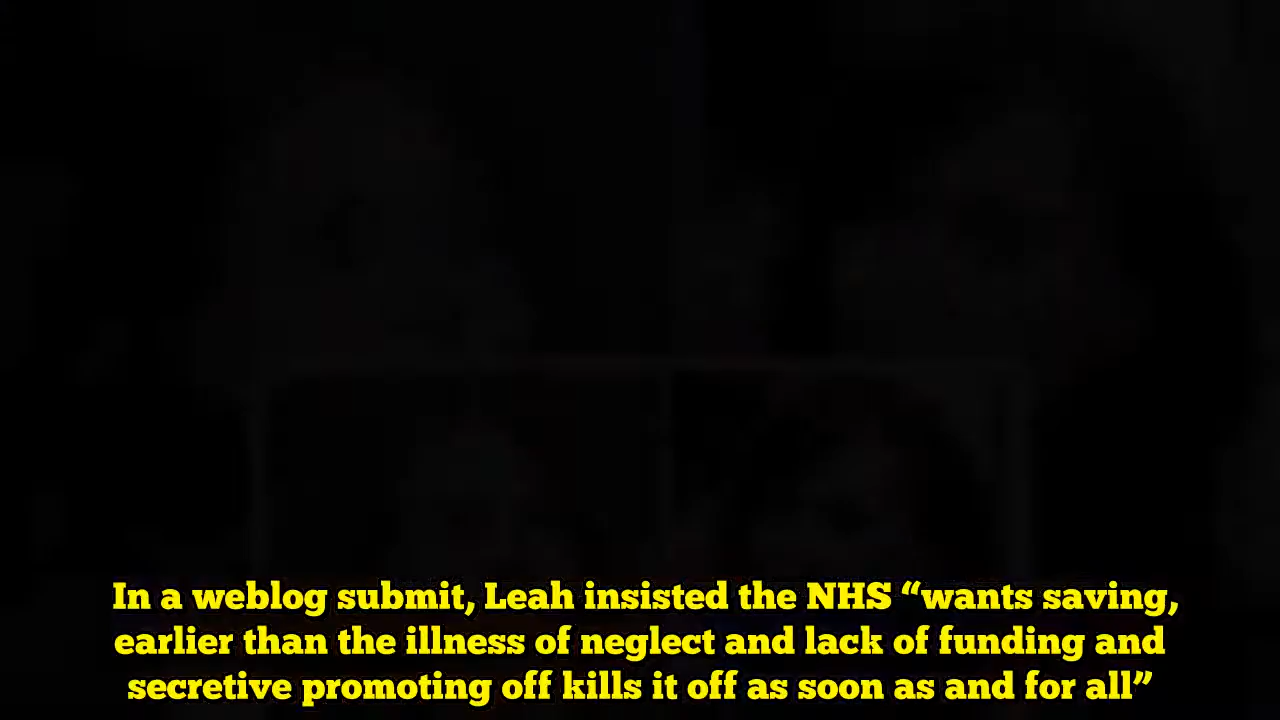 In a weblog submit, Leah insisted the NHS “wants saving,
earlier than the illness of neglect and lack of funding and
secretive promoting off kills it off as soon as and for all”